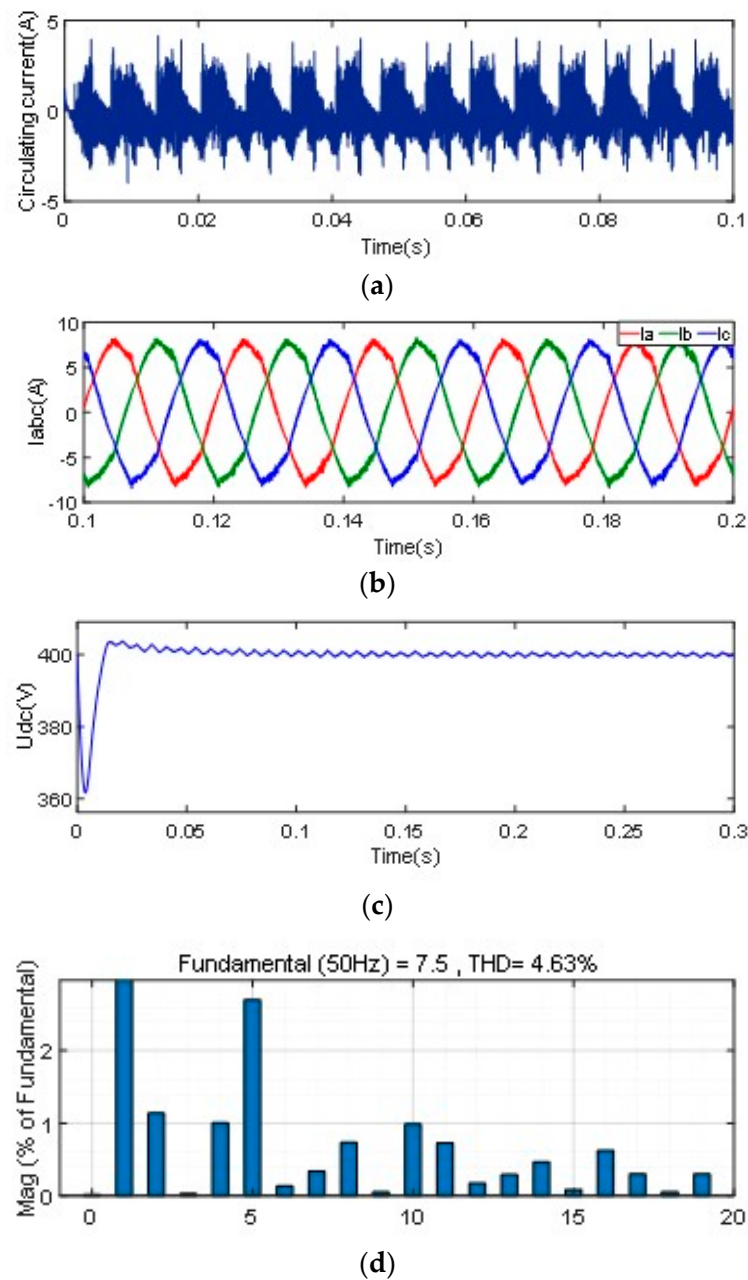 Circulating current(A)
5
0
-5
0 0.02 0.04 0.06 0.08 0.1
Time(s)
(a)
Iabc(A)
10
5
0
-5
-10
Ia Ib Ic
0.1 0.12 0.14 0.16 0.18 0.2
Time(s)
(b)
Udc(V)
400
380
360
0 0.05 0.1 0.15 0.2 0.25 0.3
Time(s)
(c)
Fundamental (50Hz) = 7.5 , THD= 4.63%
Mag (% of Fundamental)
2
1
0
0 5 10 15 20
(d)